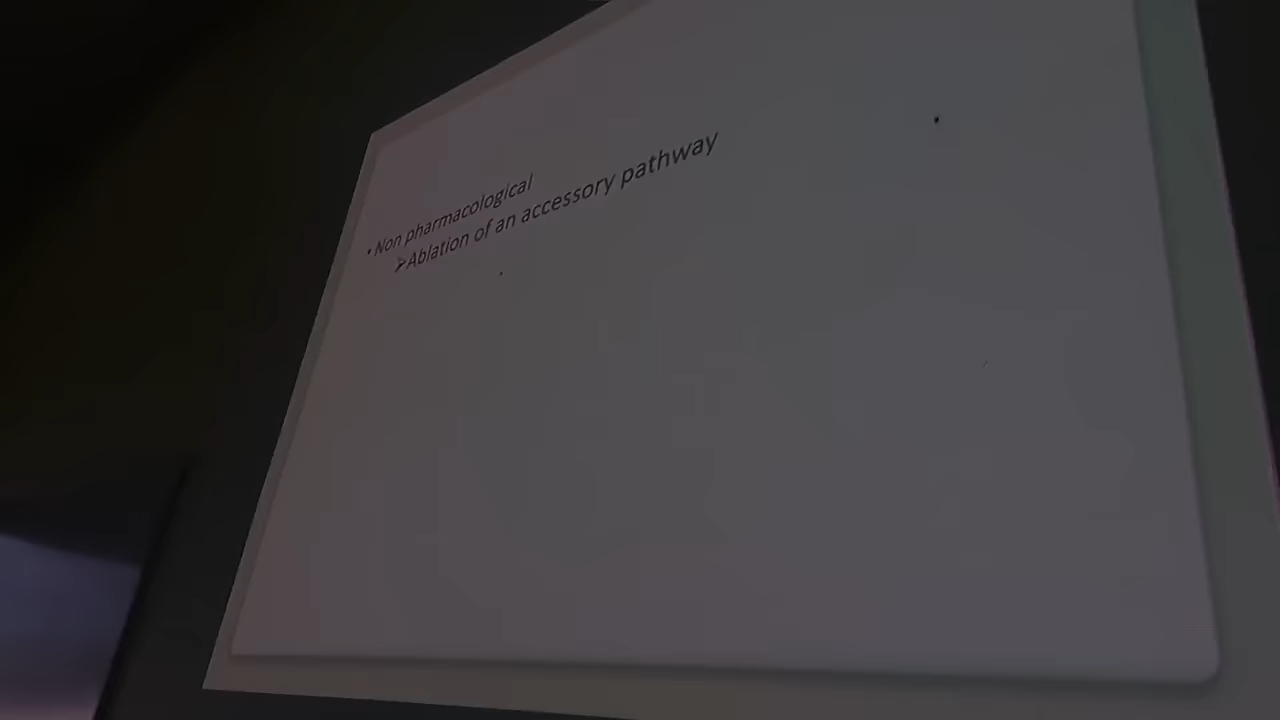 • Non pharmacological
➤Ablation of an accessory pathway